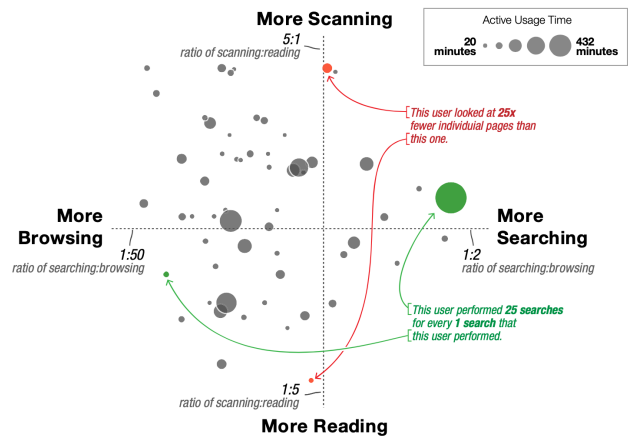 More Scanning
5:1
ratio of scanning:reading
Active Usage Time
20
minutes
432
minutes
This user looked at 25x
fewer individiual pages than
this one.
More
Browsing
1:50
ratio of searching:browsing
More
Searching
1:2
ratio of searching:browsing
This user performed 25 searches
for every 1 search that
this user performed.
1:5
ratio of scanning:reading
More Reading